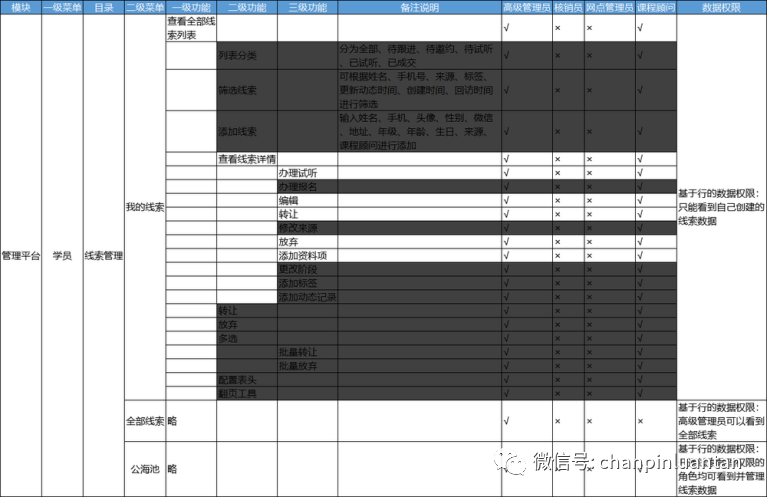 模块 一级菜单 目录 二级菜单 一级功能 二级功能 三级功能 备注说明 高级管理员 核销员 网点管理员 课程顾问 数据权限
查看全部线
索列表 √ × × √
列表分类 分为全部、待跟进、待邀约、待试听
、已试听、已成交 √ × × √
筛选线索 可根据姓名、手机号、来源、标签、
更新动态时间、创建时间、回访时间
进行筛选 √ × × √
添加线索 输入姓名、手机、头像、性别、微信
、地址、年级、年龄、生日、来源、
课程顾问进行添加 √ × × √
查看线索详情 √ × × √
办理试听 √ × × √
办理报名 √ × × √
编辑 √ × × √
转让 √ × × √
修改来源 √ × × √
放弃 √ × × √
添加资料项 √ × × √
更改阶段 √ × × √
添加标签 √ × × √
添加动态记录 √ × × √
转让 √ × × √
放弃 √ × × √
多选 √ × × √
批量转让 √ × × √
批量放弃 √ × × √
配置表头 √ × × √
翻页工具 √ × × √
我的线索
基于行的数据权限:
只能看到自己创建的
线索数据
管理平台 学员 线索管理
全部线索 略 √ × × ×
基于行的数据权限:
高级管理员可以看到
全部线索
公海池 略
基于行的数据权限:
权限的
角色均可看到并管理
线索数据
微信号: chanpinluantan